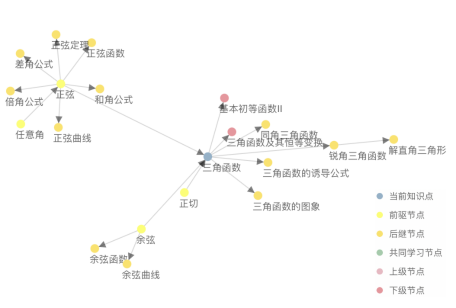 正弦定理
正弦函数
差角公式
正弦
倍角公式
和角公式
任意角
正弦曲线
基本初等函数II
同角三角函数
三角函数及其恒等变换
锐角三角函数
解直角三角形
三角函数
三角函数的诱导公式
正切
三角函数的图象
余弦
余弦函数
余弦曲线
当前知识点
前驱节点
后继节点
共同学习节点
上级节点
下级节点